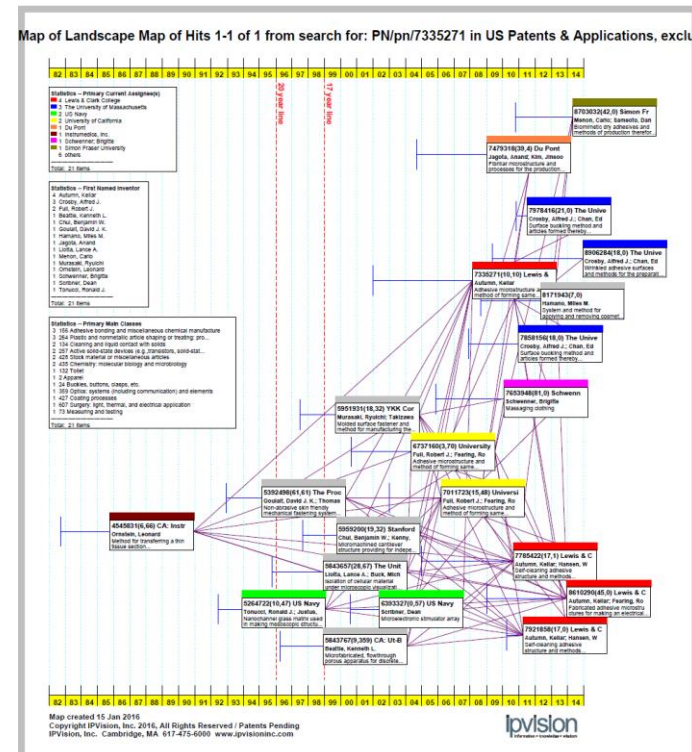 Map of Landscape Map of Hits 1-1 of 1 from search for: PN/pn/7335271 in US Patents & Applications, exclu
82 83 84 85 86 87 88 89 90 91 92 93 94 95 96 97 98 99 00 01 02 03 04 05 06 07 08 09 10 11 12 13 14
20 year line
17 year line
Statistics -- Primary Current Assignee(s)
4 Lewis & Clark College
3 The University of Massachusetts
2 US Navy
2 University of California
1 Du Pont
1 Instrumedics, Inc.
1 Schwenner, Brigitte
1 Simon Fraser University
6 others
Total: 21 items
Statistics -- First Named Inventor
4 Autumn, Kellar
3 Crosby, Alfred J.
2 Full, Robert J.
1 Beattie, Kenneth L.
1 Chui, Benjamin W.
1 Goulait, David J. K.
1 Hamano, Miles M.
1 Jagota, Anand
1 Liotta, Lance A.
1 Menon, Carlo
1 Murasaki, Ryuichi
1 Ornstein, Leonard
1 Schwenner, Brigitte
1 Scribner, Dean
1 Tonucci, Ronald J.
Total: 21 items
Statistics -- Primary Main Classes
3 156 Adhesive bonding and miscellaneous chemical manufacture
3 264 Plastic and nonmetallic article shaping or treating: pro...
2 134 Cleaning and liquid contact with solids
2 257 Active solid-state devices (e.g., transistors, solid-stat...
2 428 Stock material or miscellaneous articles
2 435 Chemistry: molecular biology and microbiology
1 132 Toilet
1 2 Apparel
1 24 Buckles, buttons, clasps, etc.
1 359 Optics: systems (including communication) and elements
1 427 Coating processes
1 607 Surgery: light, thermal, and electrical application
1 73 Measuring and testing
Total: 21 items
8703032(42,0) Simon Fr
Menon, Carlo; Sameoto, Dan
Biomimetic dry adhesives and
methods of production therefor...
7479318(39,4) Du Pont
Jagota, Anand; Kim, Jinsoo
Fibrillar microstructure and
processes for the production...
7978416(21,0) The Unive
Crosby, Alfred J.; Chan, Ed
Surface buckling method and
articles formed thereby...
8906284(18,0) The Unive
Crosby, Alfred J.; Chan, Ed
Wrinkled adhesive surfaces
and methods for the preparati...
7335271(10,10) Lewis &
Autumn, Kellar
Adhesive microstructure a
method of forming same...
8171943(7,0)
Hamano, Miles M.
System and method for
applying and removing cosmet...
7858156(18,0) The Unive
Crosby, Alfred J.; Chan, Ed
Surface buckling method and
articles formed thereby...
7653948(81,0) Schwenn
Schwenner, Brigitte
Massaging clothing
5951931(18,32) YKK Cor
Murasaki, Ryuichi; Takizawa
Molded surface fastener and
method for manufacturing the...
6737160(3,70) University
Full, Robert J.; Fearing, Ro
Adhesive microstructure and
method of forming same...
5392498(61,61) The Proc
Goulait, David J. K.; Thomas
Non-abrasive skin friendly
mechanical fastening system...
7011723(15,48) Universi
Full, Robert J.; Fearing, Ro
Adhesive microstructure and
method of forming same...
4545831(6,66) CA: Instr
Ornstein, Leonard
Method for transferring a thin
tissue section...
5959200(19,32) Stanford
Chui, Benjamin W.; Kenny,
Micromachined cantilever
structure providing for indepe...
5843657(28,67) The Unit
Liotta, Lance A.; Buck, Mich
Isolation of cellular material
under microscopic visualizati...
7785422(17,1) Lewis & C
Autumn, Kellar; Hansen, W
Self-cleaning adhesive
structure and methods...
8610290(45,0) Lewis & C
Autumn, Kellar; Fearing, Ro
Fabricated adhesive microstru
ctures for making an electrical...
5264722(10,47) US Navy
Tonucci, Ronald J.; Justus,
Nanochannel glass matrix used
in making mesoscopic structu...
6393327(0,57) US Navy
Scribner, Dean
Microelectronic stimulator array
7921858(17,0) Lewis & C
Autumn, Kellar; Hansen, W
Self-cleaning adhesive
structure and methods...
5843767(9,359) CA: Ut-B
Beattie, Kenneth L.
Microfabricated, flowthrough
porous apparatus for discrete...
82 83 84 85 86 87 88 89 90 91 92 93 94 95 96 97 98 99 00 01 02 03 04 05 06 07 08 09 10 11 12 13 14
Map created 15 Jan 2016
Copyright IPVision, Inc. 2016, All Rights Reserved / Patents Pending
IPVision, Inc. Cambridge, MA 617-475-6000 www.ipvisioninc.com
ipvision